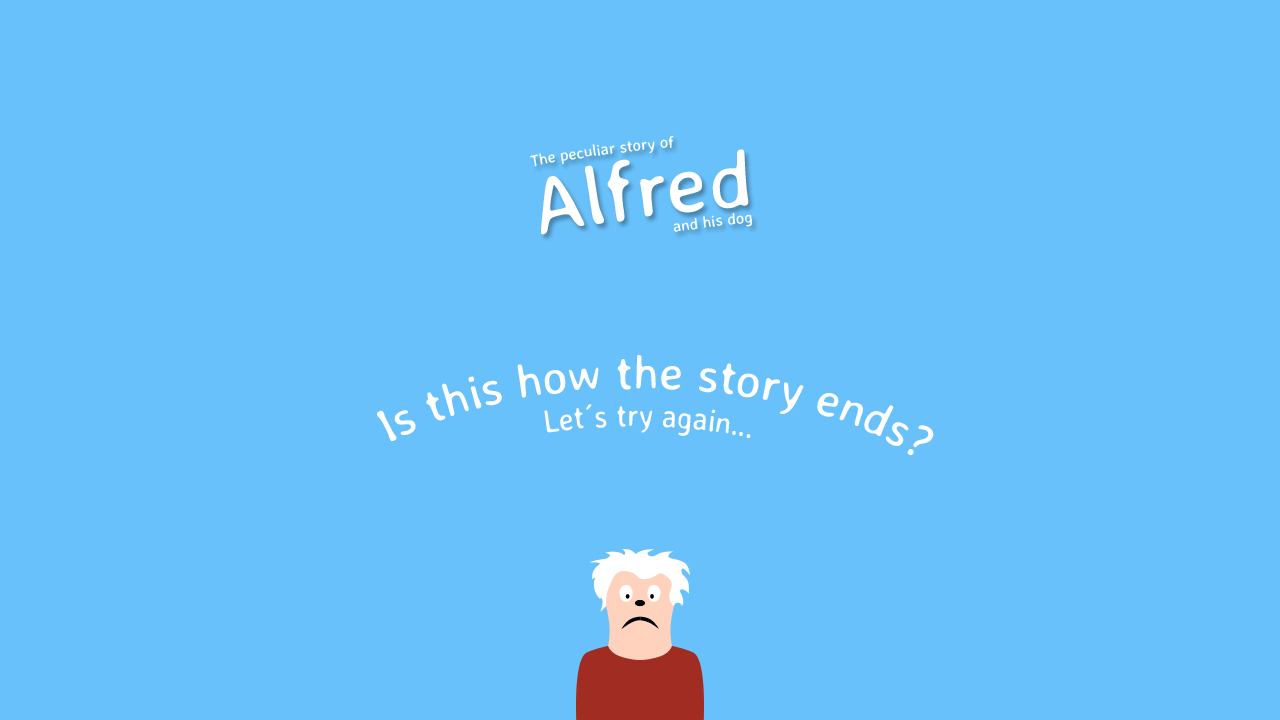 The peculiar story of
Alfred
and his dog
Is this how the story ends?
Let´s try again...